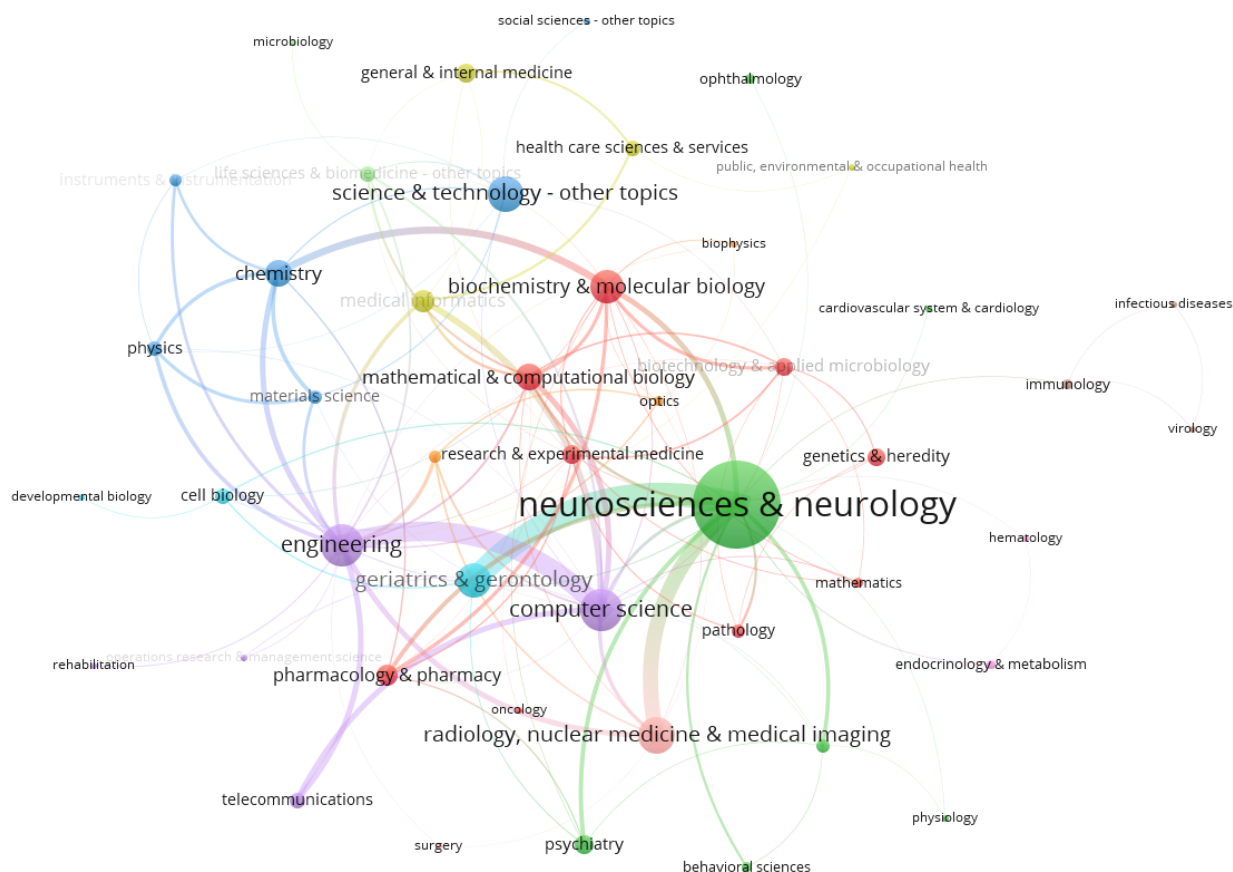 social sciences - other topics
microbiology
general & internal medicine
ophthalmology
health care sciences & services
public, environmental & occupational health
life sciences & biomedicine - other topics
instruments & instrumentation
science & technology - other topics
biophysics
chemistry
biochemistry & molecular biology
medical informatics
infectious diseases
cardiovascular system & cardiology
physics
biotechnology & applied microbiology
mathematical & computational biology
immunology
materials science
optics
virology
research & experimental medicine
genetics & heredity
developmental biology
cell biology
neurosciences & neurology
hematology
engineering
geriatrics & gerontology
mathematics
computer science
pathology
operations research & management science
rehabilitation
endocrinology & metabolism
pharmacology & pharmacy
oncology
radiology, nuclear medicine & medical imaging
telecommunications
physiology
surgery
psychiatry
behavioral sciences